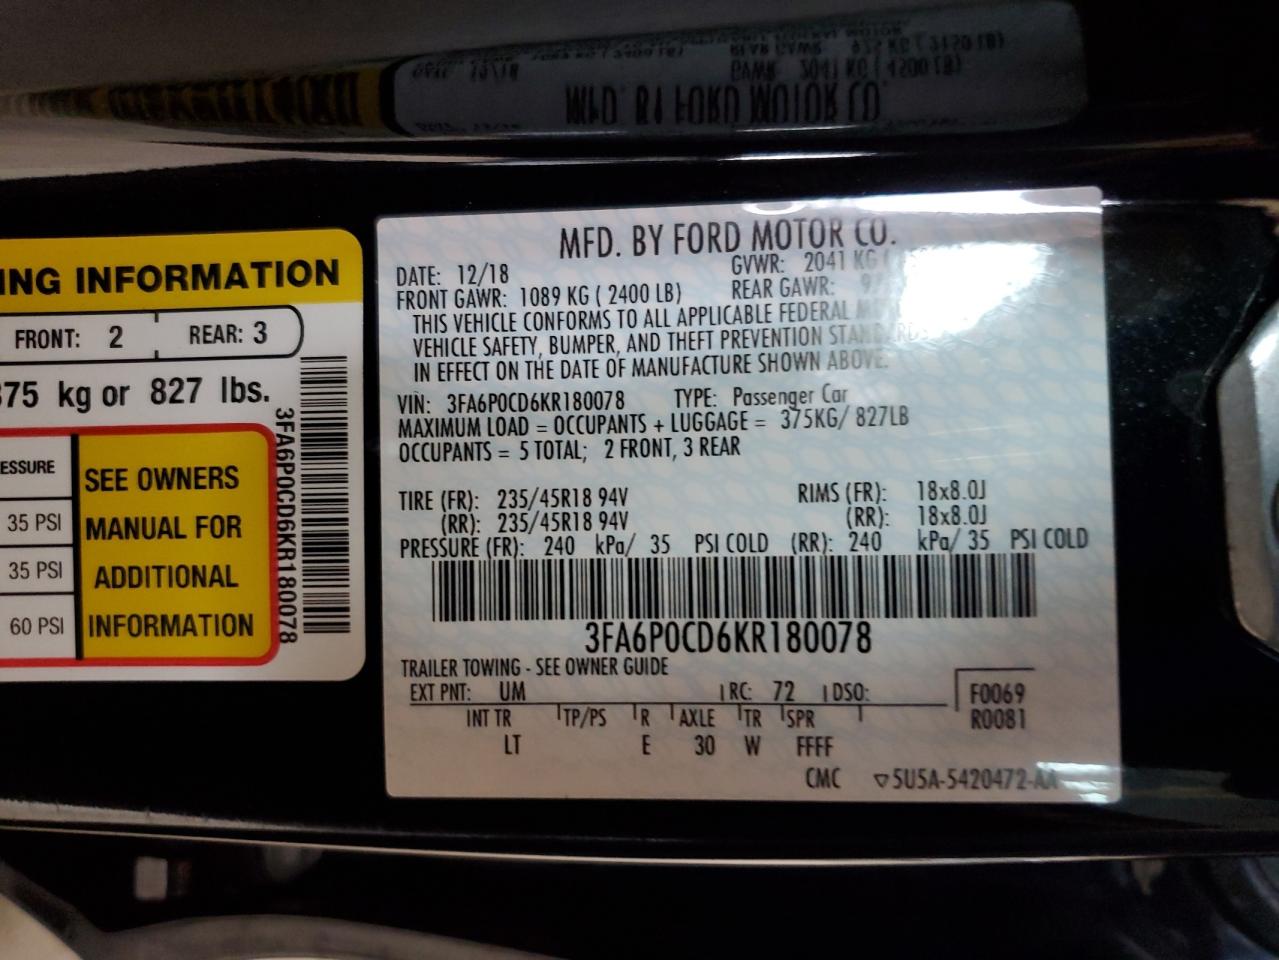 ING INFORMATION
FRONT: 2 REAR: 3
375 kg or 827 lbs.
ESSURE
35 PSI
35 PSI
60 PSI
SEE OWNERS
MANUAL FOR
ADDITIONAL
INFORMATION
3FA6P0CD6KR180078
MFD. BY FORD MOTOR CO.
DATE: 12/18 GVWR: 2041 KG (
FRONT GAWR: 1089 KG ( 2400 LB) REAR GAWR:
THIS VEHICLE CONFORMS TO ALL APPLICABLE FEDERAL
VEHICLE SAFETY, BUMPER, AND THEFT PREVENTION STANDARDS
IN EFFECT ON THE DATE OF MANUFACTURE SHOWN ABOVE.
VIN: 3FA6P0CD6KR180078 TYPE: Passenger Car
MAXIMUM LOAD = OCCUPANTS + LUGGAGE = 375KG/ 827LB
OCCUPANTS = 5 TOTAL; 2 FRONT, 3 REAR
TIRE (FR): 235/45R18 94V RIMS (FR): 18x8.0J
(RR): 235/45R18 94V (RR): 18x8.0J
PRESSURE (FR): 240 kPa/ 35 PSI COLD (RR): 240 kPa/ 35 PSI COLD
3FA6P0CD6KR180078
TRAILER TOWING - SEE OWNER GUIDE
EXT PNT: UM RC: 72 DSO: F0069
INT TR TP/PS R AXLE TR SPR R0081
LT E 30 W FFFF
CMC ▽5U5A-5420472-AA